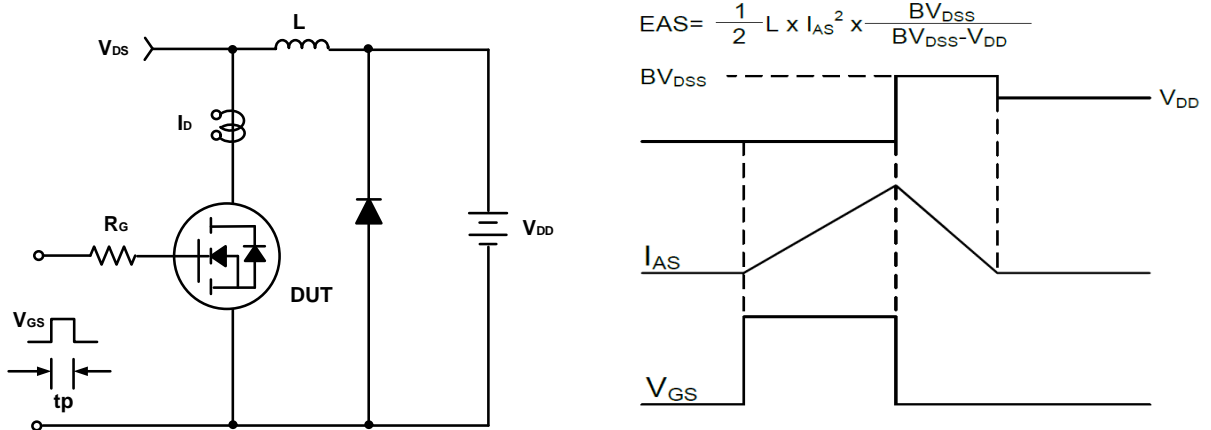 VDS
L
ID
RG
VDD
DUT
VGS
tp
EAS= 1/2 L x IAS² x BVDSS/BVDSS-VDD
BVDSS
VDD
IAS
VGS